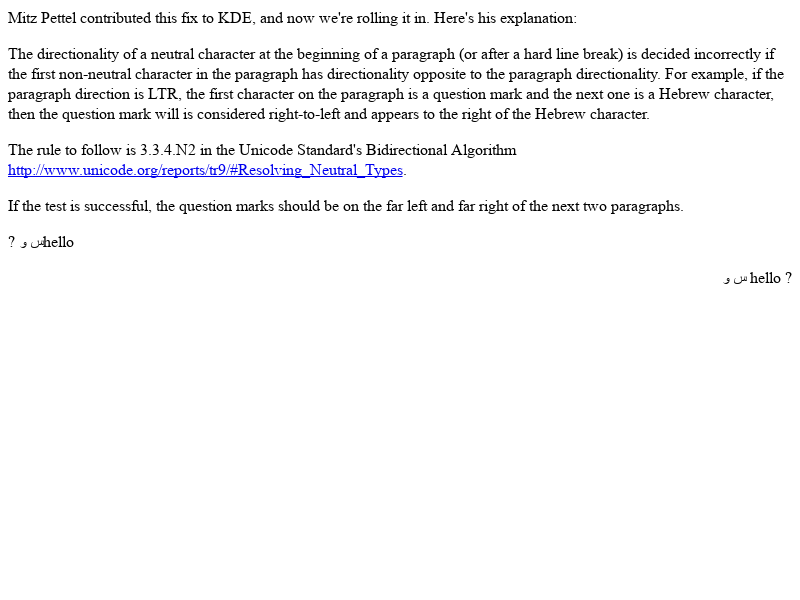 Mitz Pettel contributed this fix to KDE, and now we're rolling it in. Here's his explanation:
The directionality of a neutral character at the beginning of a paragraph (or after a hard line break) is decided incorrectly if
the first non-neutral character in the paragraph has directionality opposite to the paragraph directionality. For example, if the
paragraph direction is LTR, the first character on the paragraph is a question mark and the next one is a Hebrew character,
then the question mark will is considered right-to-left and appears to the right of the Hebrew character.
The rule to follow is 3.3.4.N2 in the Unicode Standard's Bidirectional Algorithm
http://www.unicode.org/reports/tr9/#Resolving_Neutral_Types.
If the test is successful, the question marks should be on the far left and far right of the next two paragraphs.
? س و hello
? hello س و